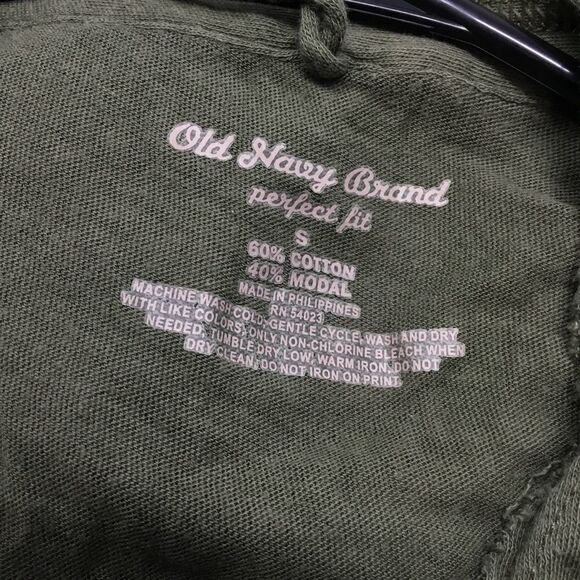 Old Navy Brand
perfect fit
S
60% COTTON
40% MODAL
MADE IN PHILIPPINES
RN 54023
MACHINE WASH COLD, GENTLE CYCLE, WASH AND DRY
WITH LIKE COLORS, ONLY NON-CHLORINE BLEACH WHEN
NEEDED, TUMBLE DRY LOW, WARM IRON, DO NOT
DRY CLEAN, DO NOT IRON ON PRINT